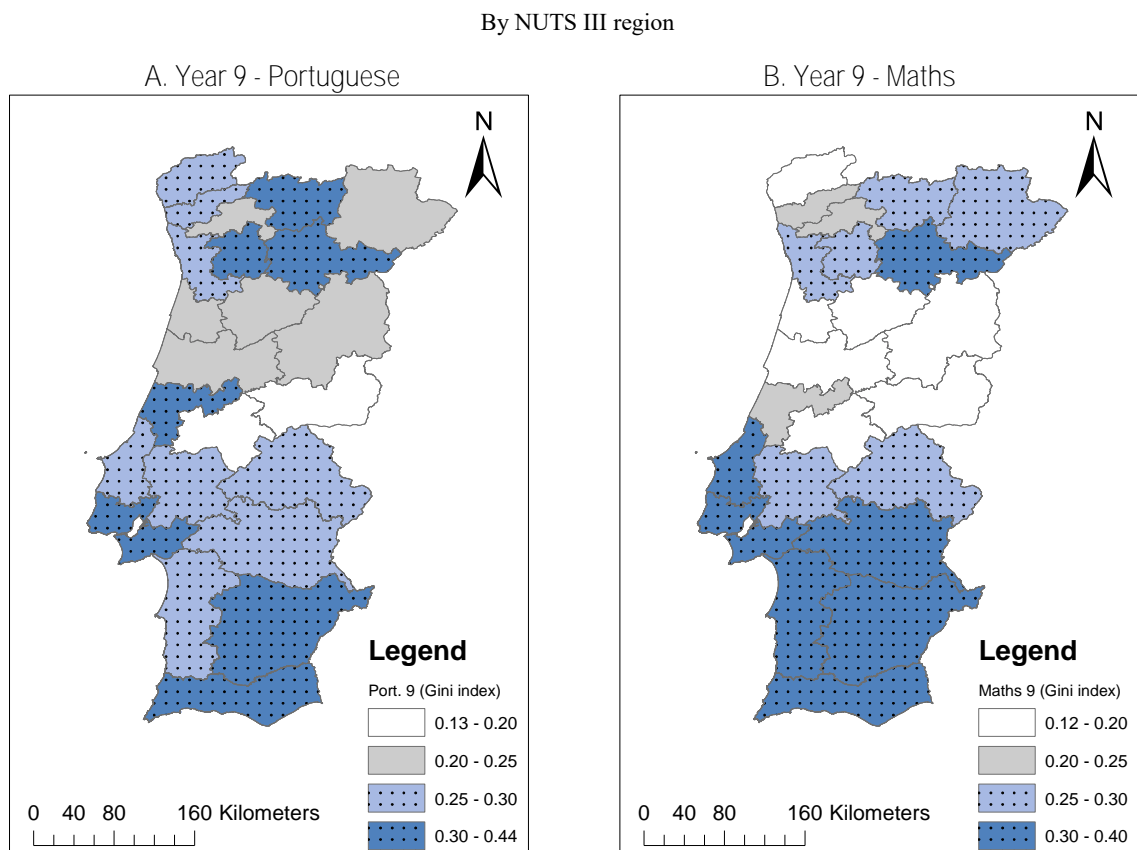 By NUTS III region
A. Year 9 - Portuguese
N
Legend
Port. 9 (Gini index)
0.13 - 0.20
0.20 - 0.25
0.25 - 0.30
0.30 - 0.44
0 40 80 160 Kilometers
B. Year 9 - Maths
N
Legend
Maths 9 (Gini index)
0.12 - 0.20
0.20 - 0.25
0.25 - 0.30
0.30 - 0.40
0 40 80 160 Kilometers